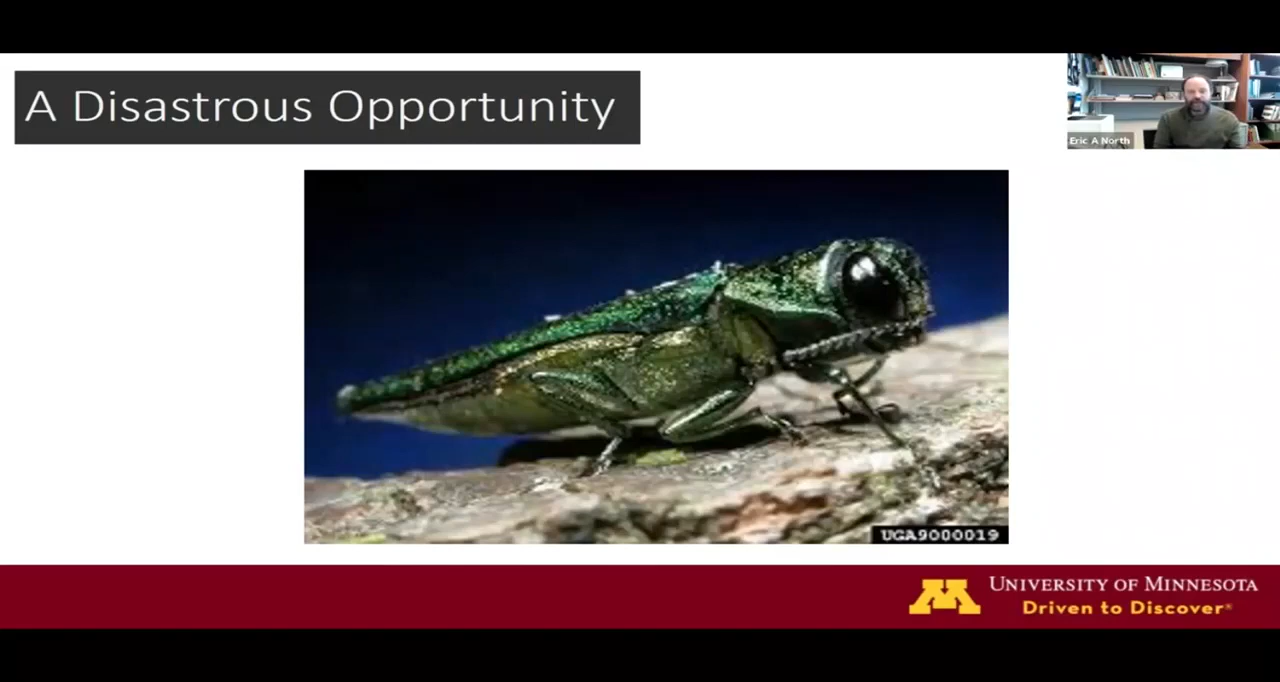 A Disastrous Opportunity
Eric A North
UGA9000019
UNIVERSITY OF MINNESOTA
Driven to Discover®